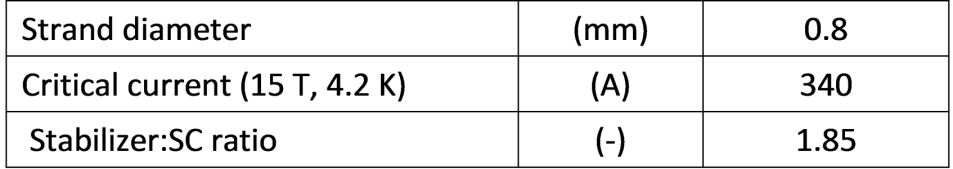 Strand diameter (mm) 0.8
Critical current (15 T, 4.2 K) (A) 340
Stabilizer:SC ratio (-) 1.85